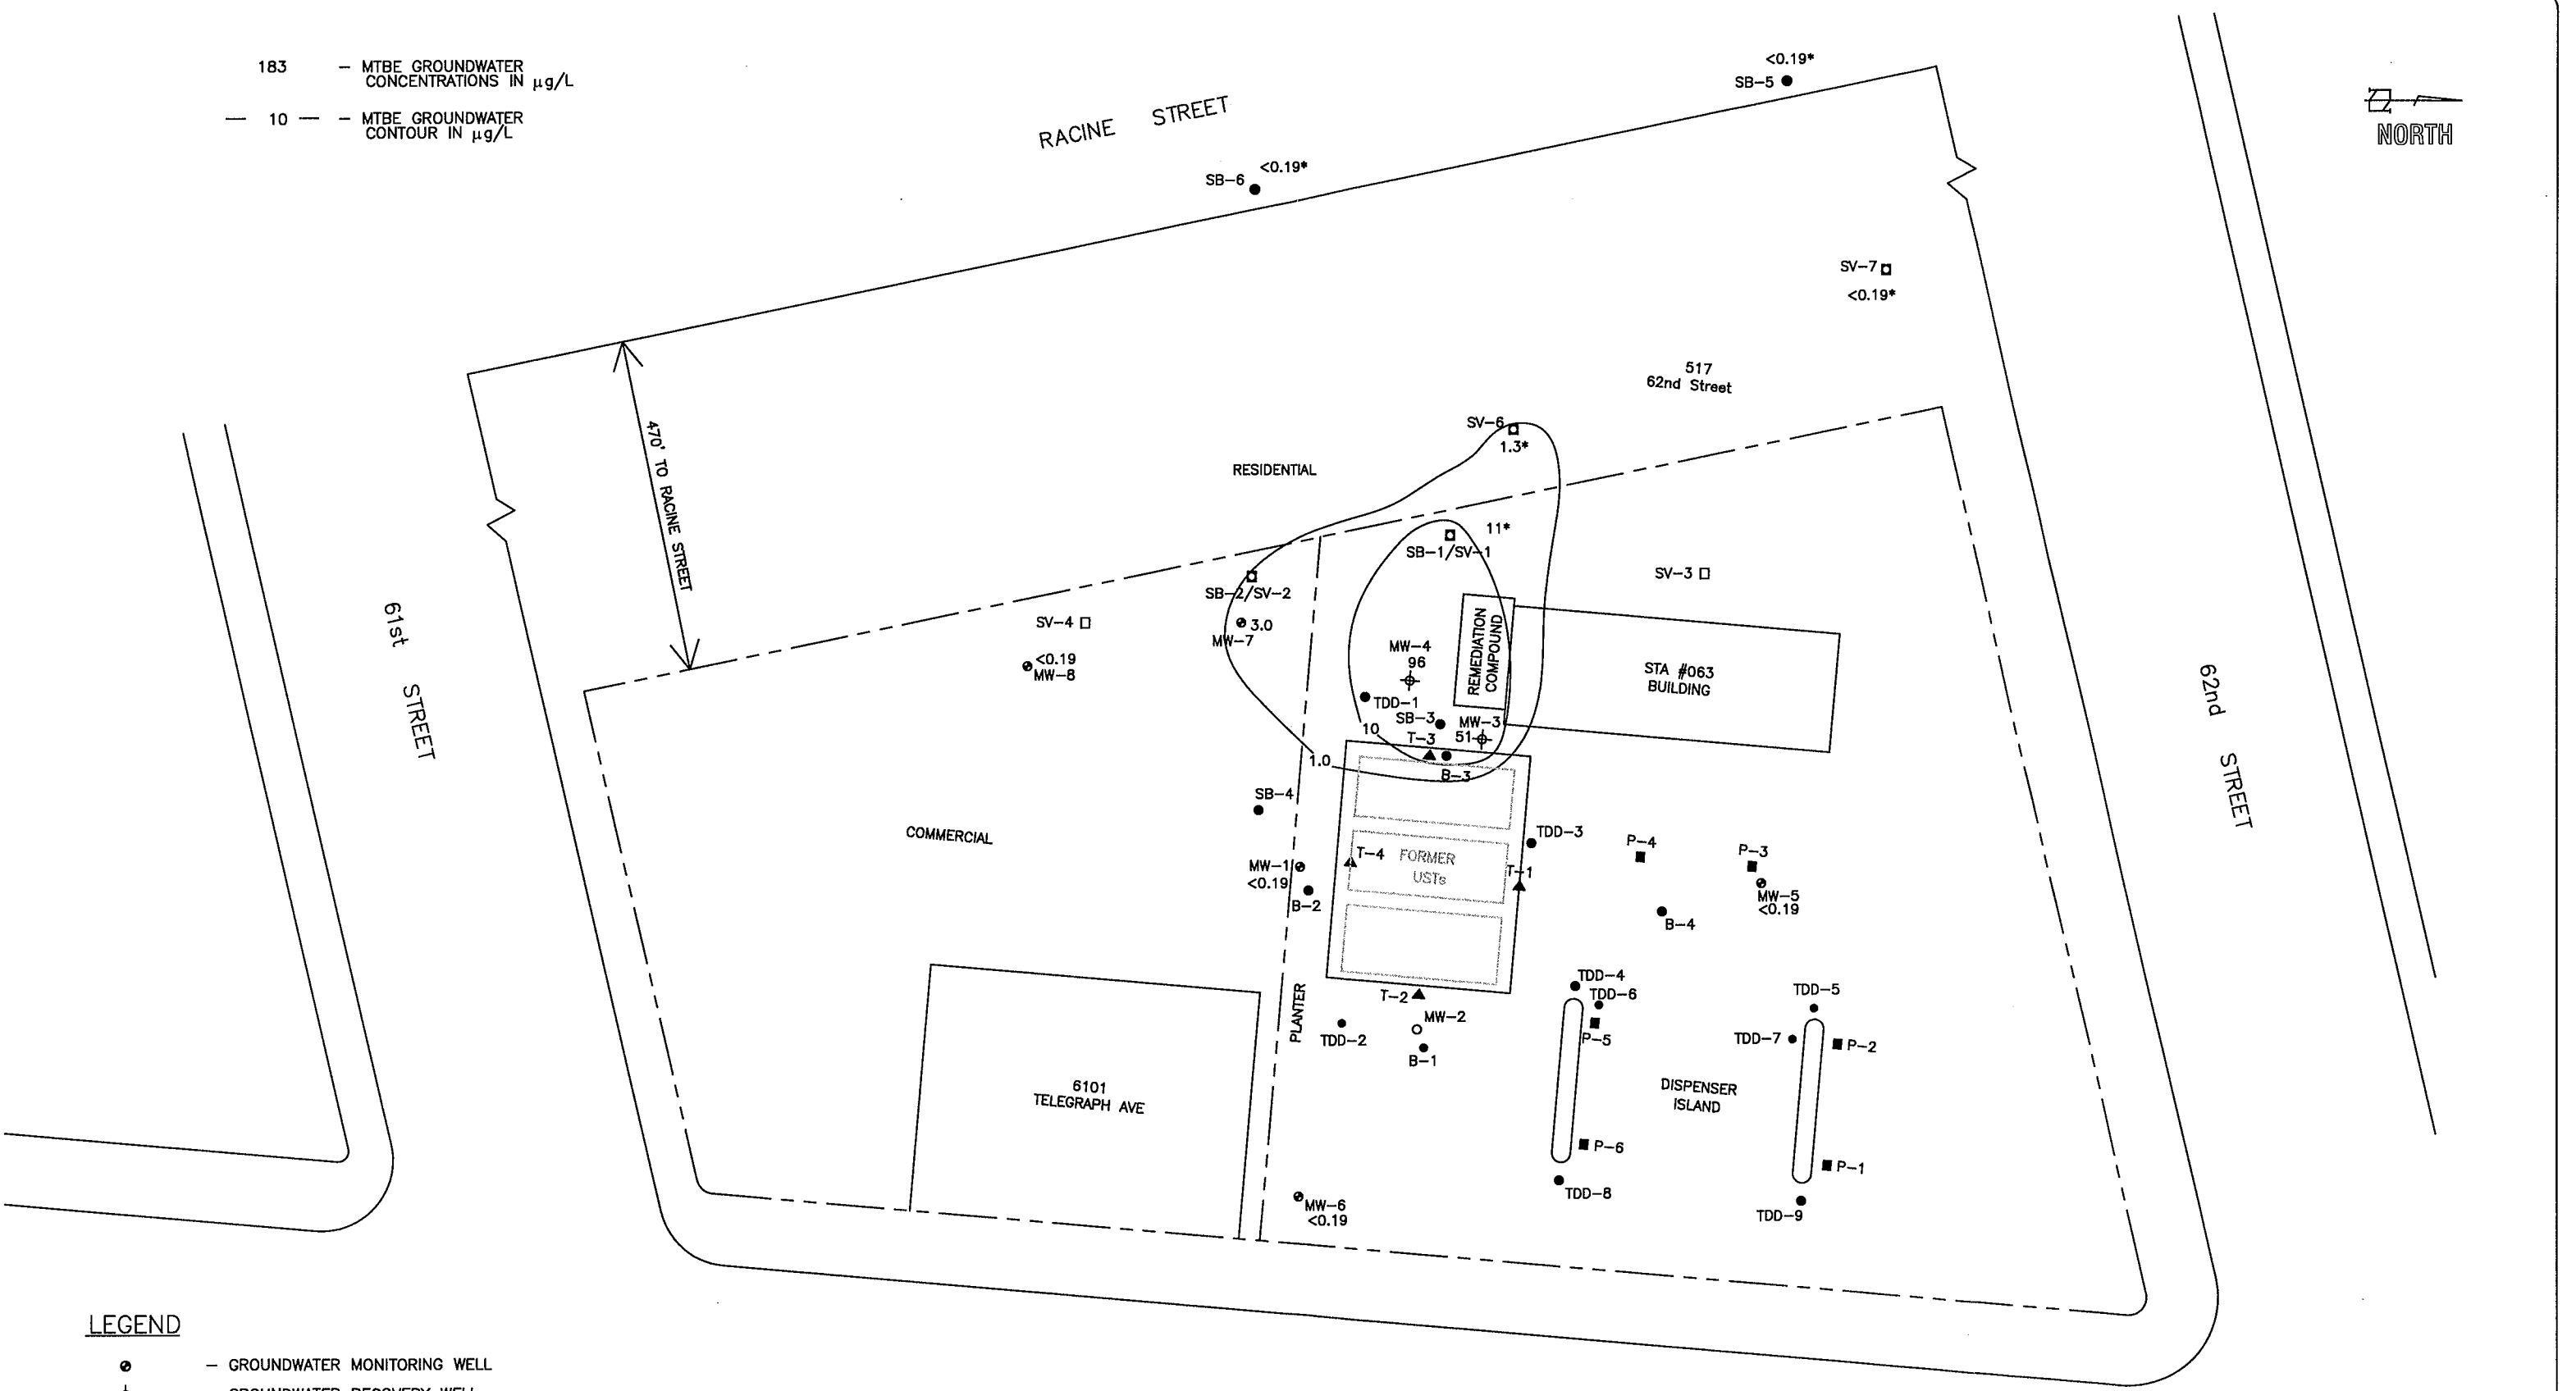 183 — MTBE GROUNDWATER
CONCENTRATIONS IN µg/L
— 10 — — MTBE GROUNDWATER
CONTOUR IN µg/L
RACINE STREET
<0.19*
SB-5
NORTH
SB-6
<0.19*
SV-7
<0.19*
517
62nd Street
470' TO RACINE STREET
SV-6
1.3*
RESIDENTIAL
11*
SB-1/SV-1
SV-3
SB-2/SV-2
3.0
MW-7
SV-4
<0.19
MW-8
61st STREET
MW-4
96
REMEDIATION
COMPOUND
STA #063
BUILDING
62nd STREET
TDD-1
SB-3
MW-3
51
10
T-3
B-3
1.0
SB-4
COMMERCIAL
TDD-3
P-4
P-3
MW-1
<0.19
B-2
T-4
FORMER
USTs
T-1
MW-5
<0.19
B-4
TDD-4
TDD-6
P-5
TDD-5
TDD-7
P-2
T-2
MW-2
TDD-2
B-1
PLANTER
6101
TELEGRAPH AVE
DISPENSER
ISLAND
P-6
P-1
TDD-8
TDD-9
MW-6
<0.19
LEGEND
— GROUNDWATER MONITORING WELL
GROUNDWATER RECOVERY WELL